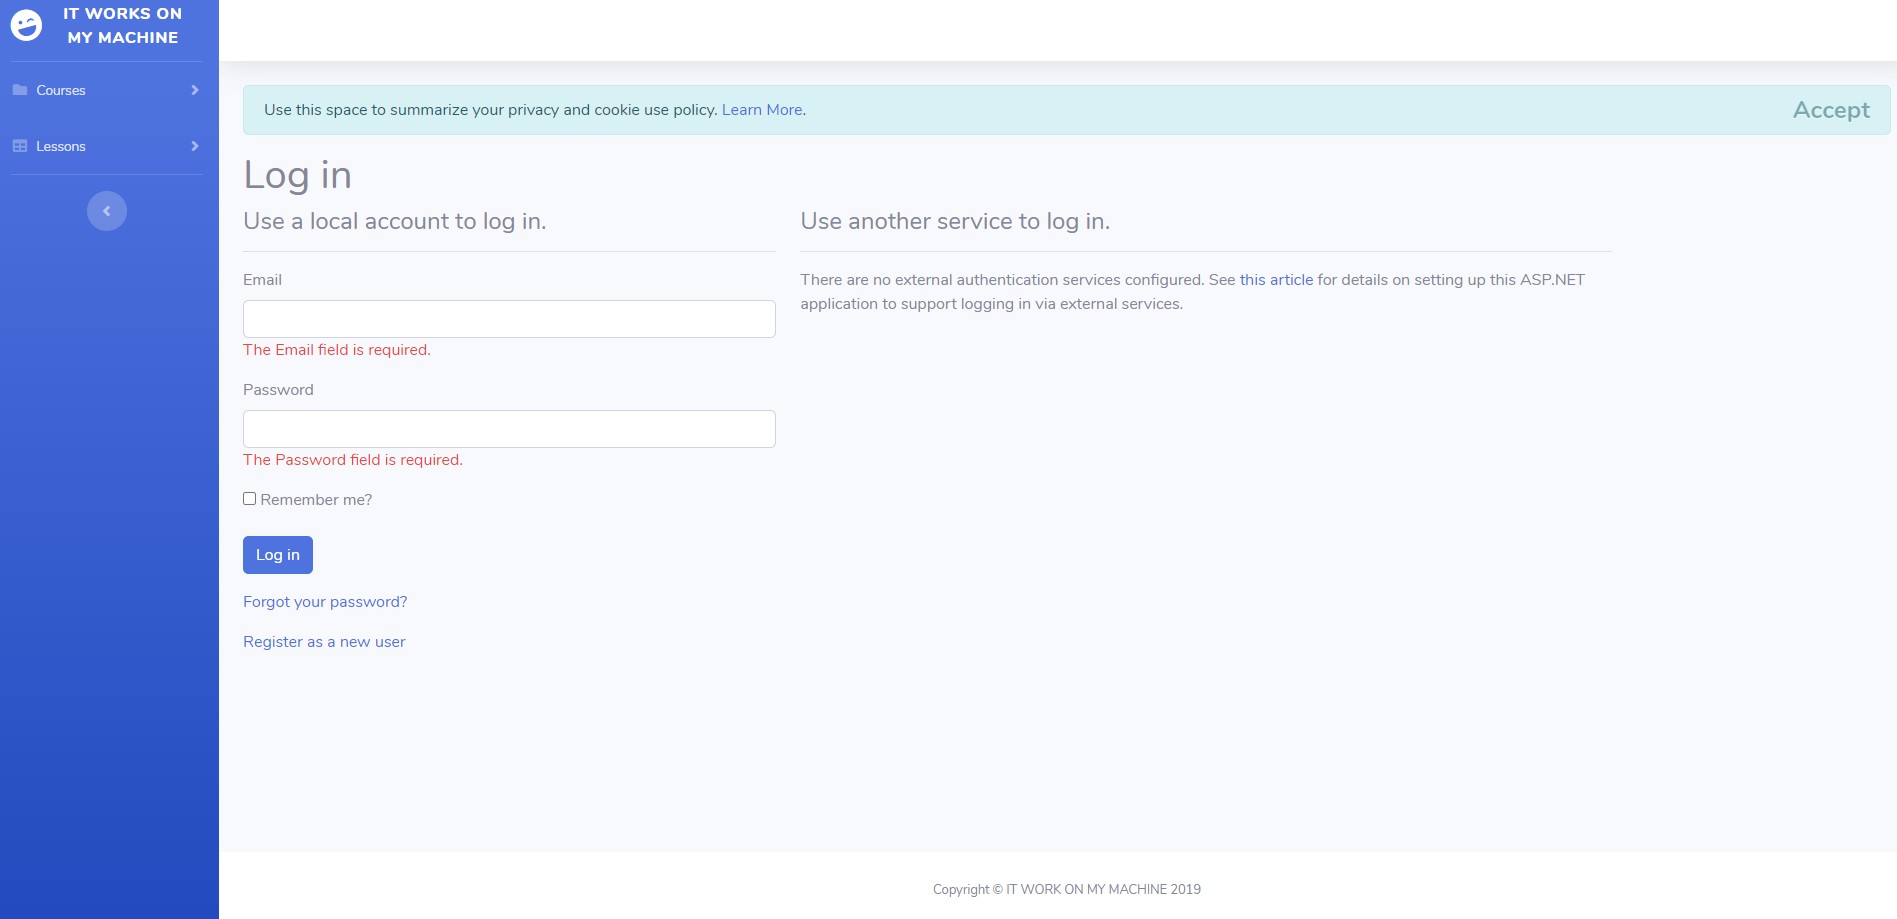 IT WORKS ON
MY MACHINE
Courses
Lessons
Use this space to summarize your privacy and cookie use policy. Learn More.
Accept
Log in
Use a local account to log in.
Email
The Email field is required.
Password
The Password field is required.
Remember me?
Log in
Forgot your password?
Register as a new user
Use another service to log in.
There are no external authentication services configured. See this article for details on setting up this ASP.NET
application to support logging in via external services.
Copyright © IT WORK ON MY MACHINE 2019